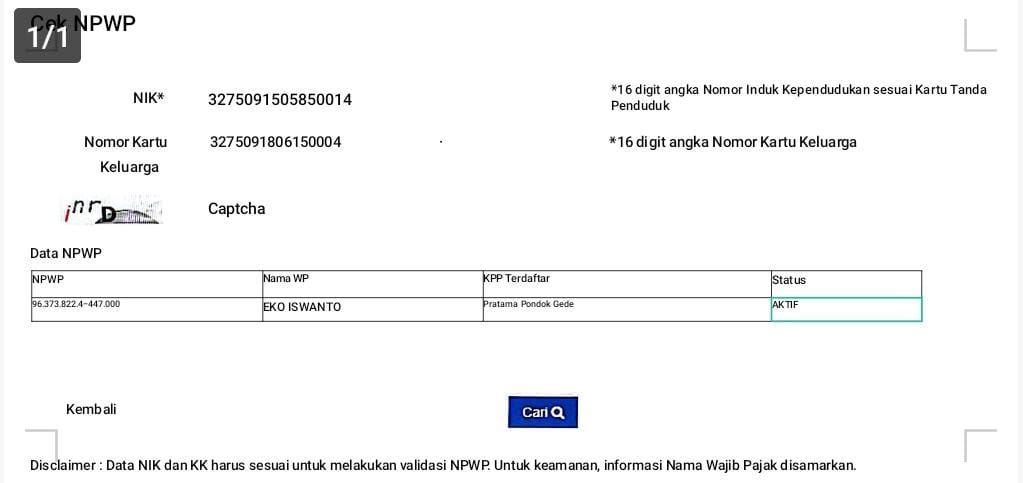 Cek NPWP
1/1
NIK* 3275091505850014 *16 digit angka Nomor Induk Kependudukan sesuai Kartu Tanda
Penduduk
Nomor Kartu 3275091806150004 *16 digit angka Nomor Kartu Keluarga
Keluarga
inrD Captcha
Data NPWP
NPWP Nama WP KPP Terdaftar Status
96.373.822.4-447.000 EKO ISWANTO Pratama Pondok Gede AKTIF
Kembali Cari
Disclaimer : Data NIK dan KK harus sesuai untuk melakukan validasi NPWP. Untuk keamanan, informasi Nama Wajib Pajak disamarkan.